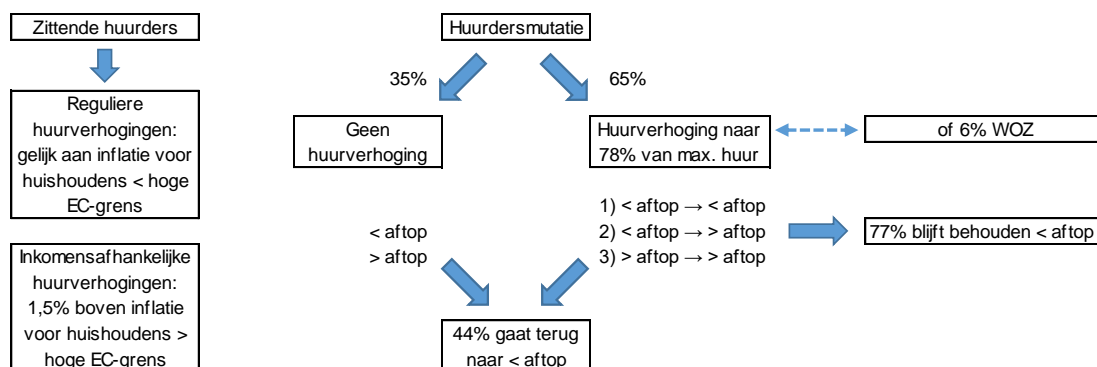 Zittende huurders
Reguliere
huurverhogingen:
gelijk aan inflatie voor
huishoudens < hoge
EC-grens
Inkomensafhankelijke
huurverhogingen:
1,5% boven inflatie
voor huishoudens >
hoge EC-grens
Huurdersmutatie
35%
65%
Geen
huurverhoging
Huurverhoging naar
78% van max. huur
of 6% WOZ
< aftop
> aftop
1) < aftop → < aftop
2) < aftop → > aftop
3) > aftop → > aftop
77% blijft behouden < aftop
44% gaat terug
naar < aftop